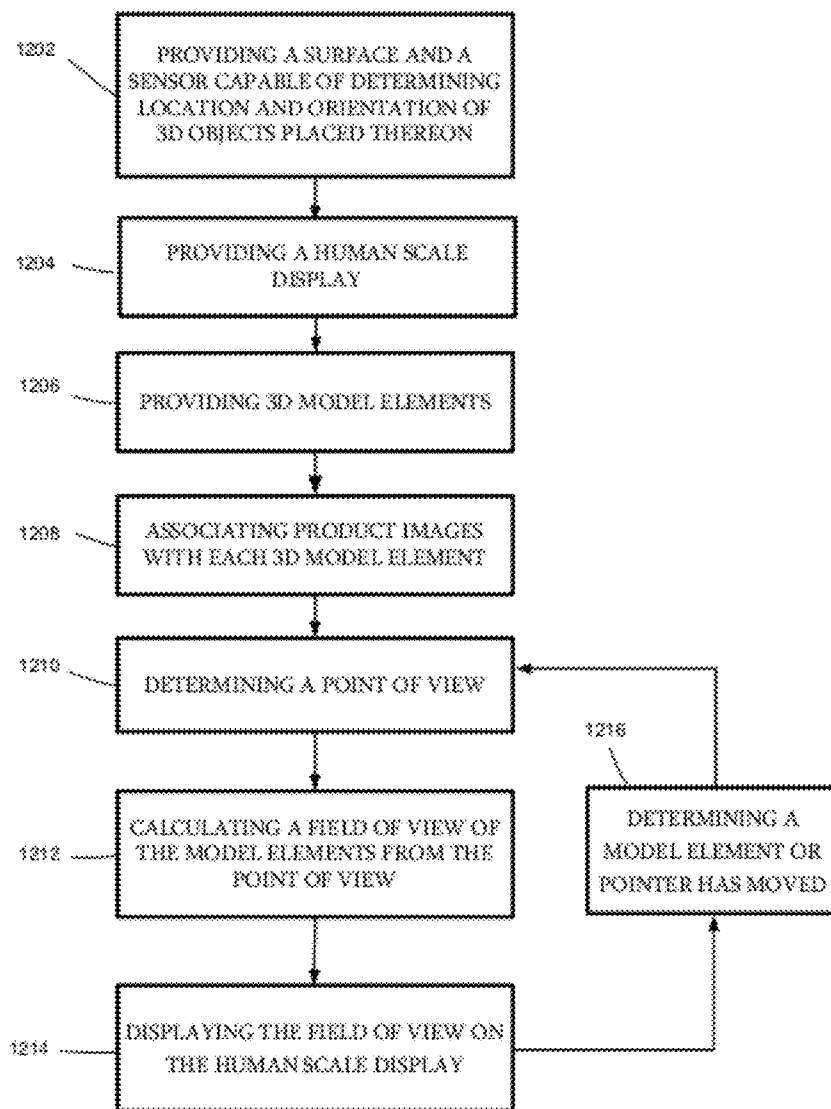 1202
PROVIDING A SURFACE AND A
SENSOR CAPABLE OF DETERMINING
LOCATION AND ORIENTATION OF
3D OBJECTS PLACED THEREON
1204
PROVIDING A HUMAN SCALE
DISPLAY
1206
PROVIDING 3D MODEL ELEMENTS
1208
ASSOCIATING PRODUCT IMAGES
WITH EACH 3D MODEL ELEMENT
1210
DETERMINING A POINT OF VIEW
1216
DETERMINING A
MODEL ELEMENT OR
POINTER HAS MOVED
1212
CALCULATING A FIELD OF VIEW OF
THE MODEL ELEMENTS FROM THE
POINT OF VIEW
1214
DISPLAYING THE FIELD OF VIEW ON
THE HUMAN SCALE DISPLAY